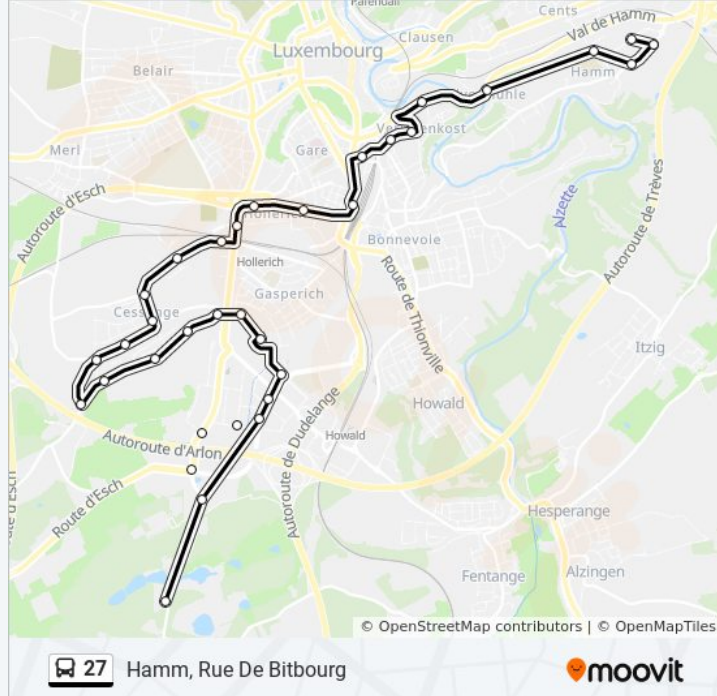 Parendall
Cents
Clausen
Val de Hamm
Luxembourg
Belair
Hamm
Merl
Gare
Autoroute d'Esch
Alzette
Autoroute de Trèves
Bonnevoie
Hollerich
Route de Thionville
Gasperich
Cessange
Itzig
Howald
Autoroute de Dudelange
Autoroute d'Arlon
Howald
Route d'Esch
Hesperange
Fentange
Alzingen
© OpenStreetMap contributors | © OpenMapTiles
27 Hamm, Rue De Bitbourg
moovit